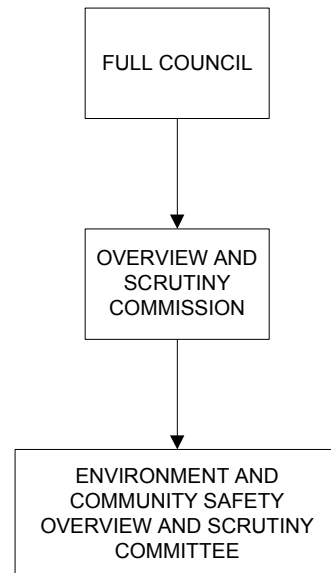 FULL COUNCIL
OVERVIEW AND
SCRUTINY
COMMISSION
ENVIRONMENT AND
COMMUNITY SAFETY
OVERVIEW AND SCRUTINY
COMMITTEE